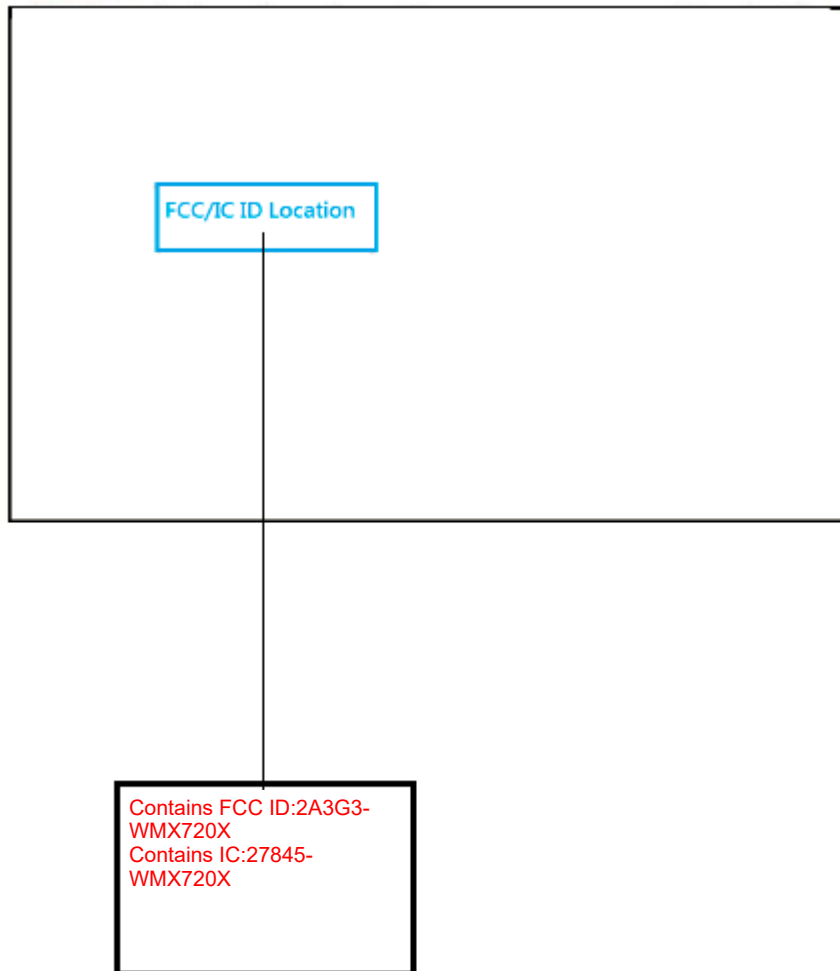 FCC/IC ID Location
Contains FCC ID:2A3G3-
WMX720X
Contains IC:27845-
WMX720X